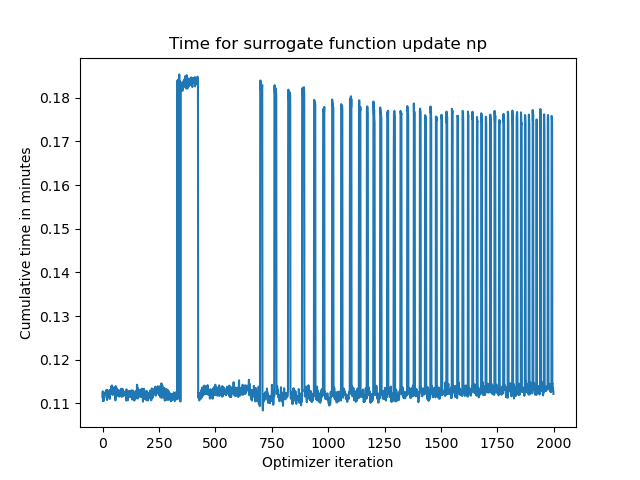 Time for surrogate function update np
Cumulative time in minutes
0.18
0.17
0.16
0.15
0.14
0.13
0.12
0.11
0 250 500 750 1000 1250 1500 1750 2000
Optimizer iteration